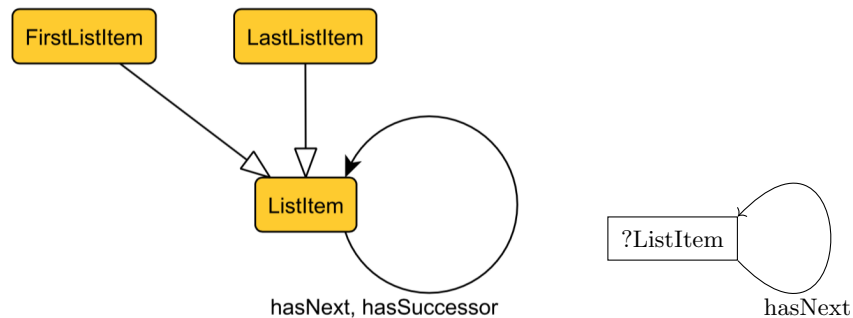 FirstListItem
LastListItem
ListItem
?ListItem
hasNext, hasSuccessor
hasNext